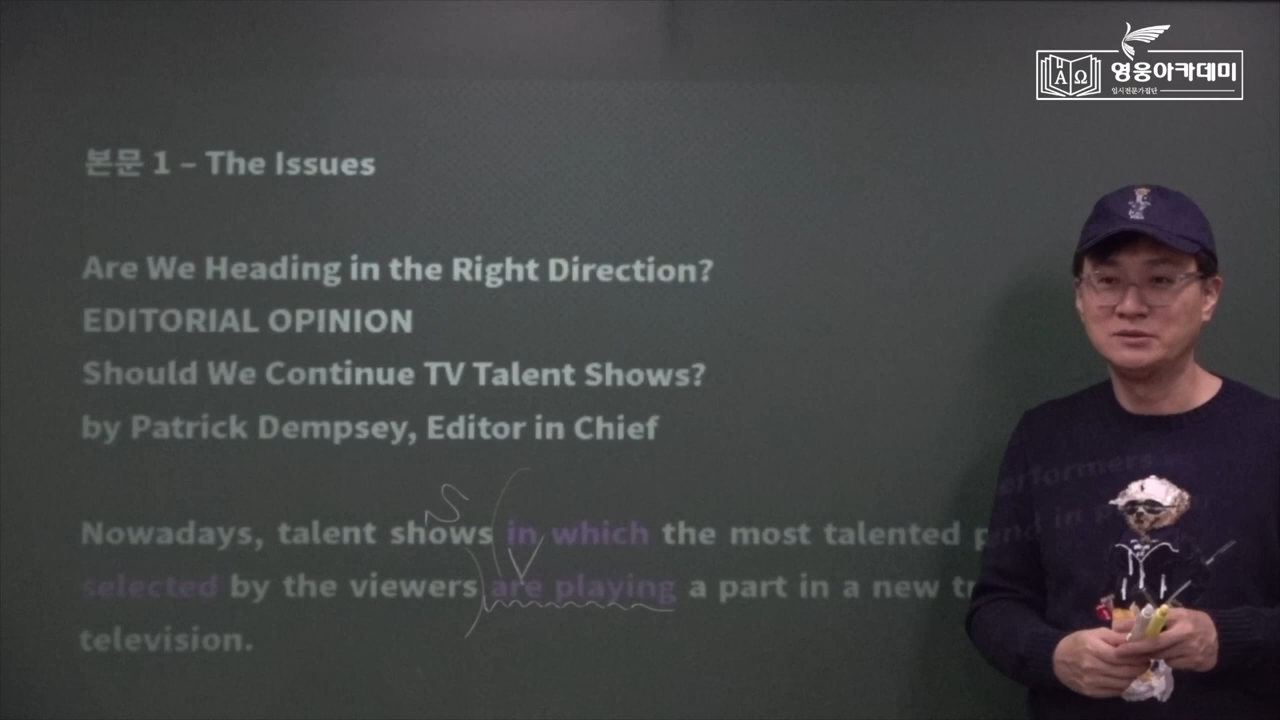 영웅아카데미
입시전문가집단
본문 1 – The Issues
Are We Heading in the Right Direction?
EDITORIAL OPINION
Should We Continue TV Talent Shows?
by Patrick Dempsey, Editor in Chief
S
Nowadays, talent shows in which the most talented performers
V
selected by the viewers are playing a part in a new
television.